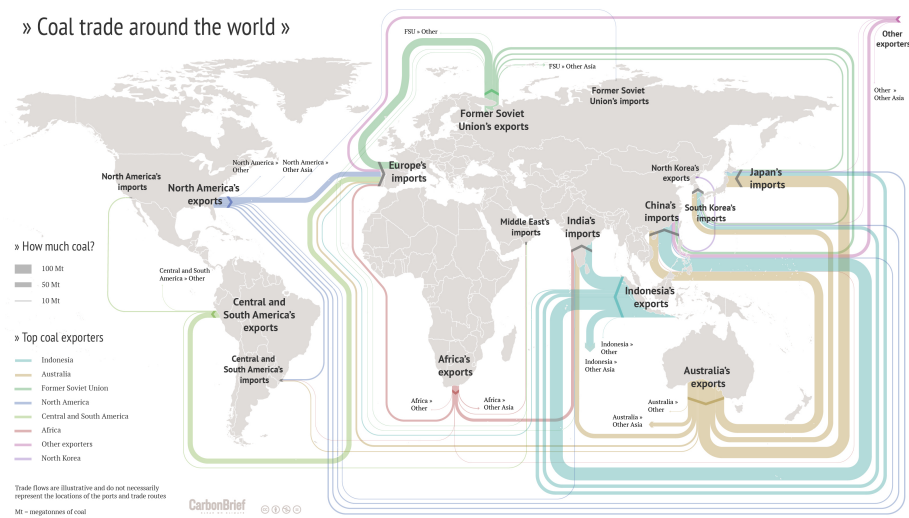 » Coal trade around the world »
FSU » Other
FSU » Other Asia
Other
exporters
Other »
Other Asia
Former Soviet
Union's imports
Former Soviet
Union's exports
North America »
Other
North America »
Other Asia
Europe's
imports
North America's
imports
North America's
exports
North Korea's
exports
Japan's
imports
China's
imports
South Korea's
imports
Middle East's
imports
India's
imports
» How much coal?
100 Mt
50 Mt
10 Mt
Central and South
America » Other
Central and
South America's
exports
Indonesia's
exports
» Top coal exporters
Indonesia
Australia
Former Soviet Union
North America
Central and South America
Africa
Other exporters
North Korea
Central and
South America's
imports
Africa's
exports
Indonesia »
Other
Indonesia »
Other Asia
Australia's
exports
Africa »
Other
Africa »
Other Asia
Australia »
Other
Australia »
Other Asia
Trade flows are illustrative and do not necessarily
represent the locations of the ports and trade routes
Mt = megatonnes of coal
CarbonBrief